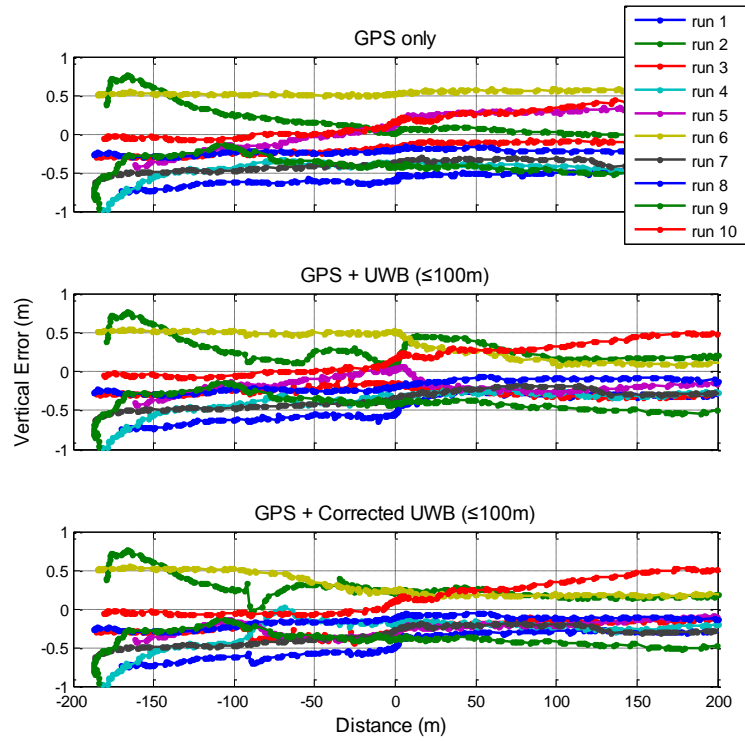 GPS only
1
0.5
0
-0.5
-1
run 1
run 2
run 3
run 4
run 5
run 6
run 7
run 8
run 9
run 10
GPS + UWB (≤100m)
1
0.5
0
-0.5
-1
Vertical Error (m)
GPS + Corrected UWB (≤100m)
1
0.5
0
-0.5
-1
-200 -150 -100 -50 0 50 100 150 200
Distance (m)